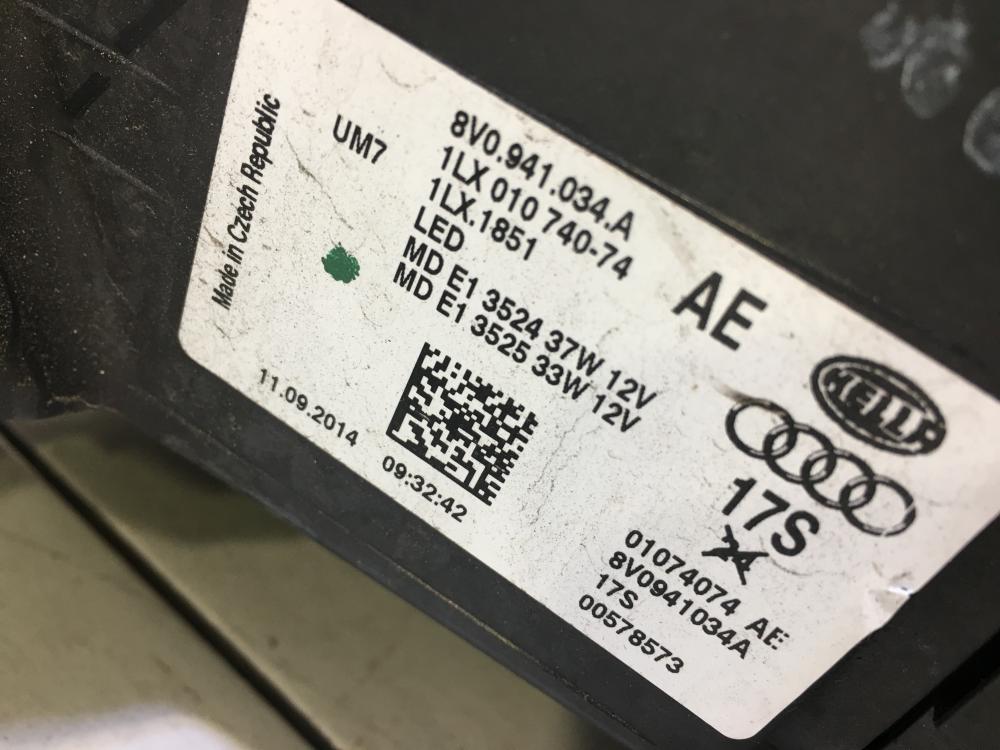 Made in Czech Republic
UM7
8V0.941.034.A
1LX 010 740-74
1LX.1851
LED
MD E1 3524 37W 12V
MD E1 3525 33W 12V
AE
HELLA
11.09.2014
09:32:42
17S
01074074 AE
8V0941034A
17S
00578573